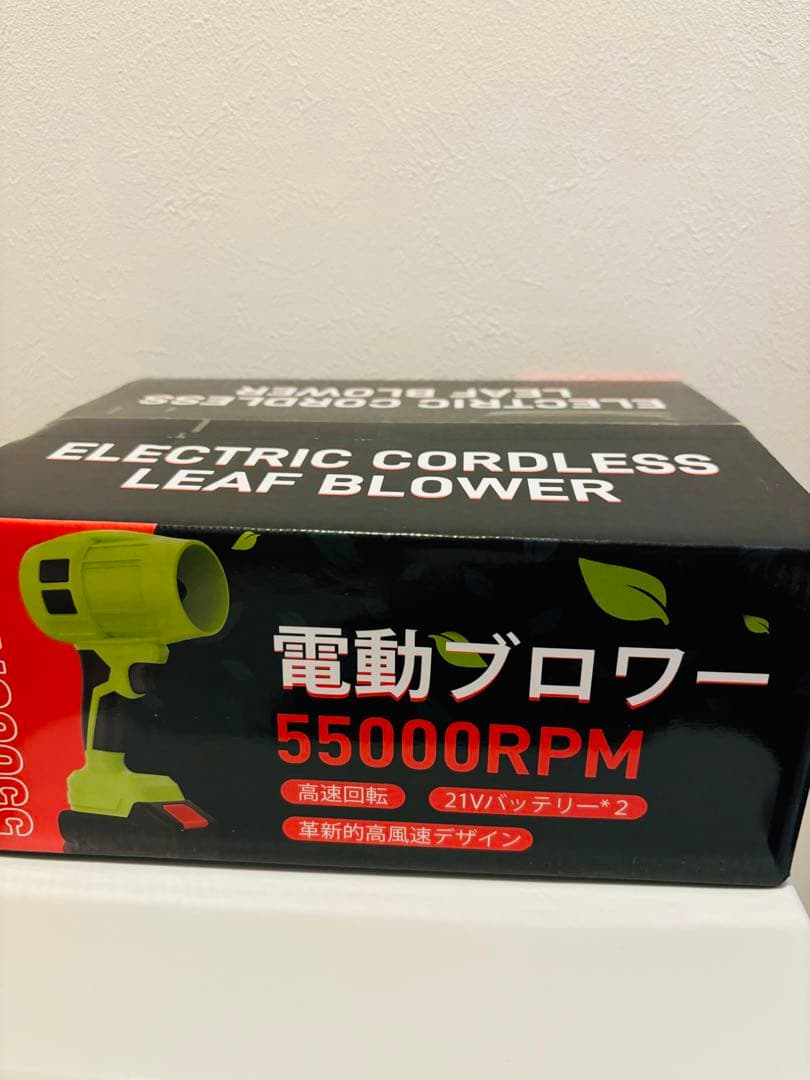 ELECTRIC CORDLESS
LEAF BLOWER
ELECTRIC CORDLESS
LEAF BLOWER
電動ブロワー
55000RPM
高速回転
21Vバッテリー*2
革新的高風速デザイン